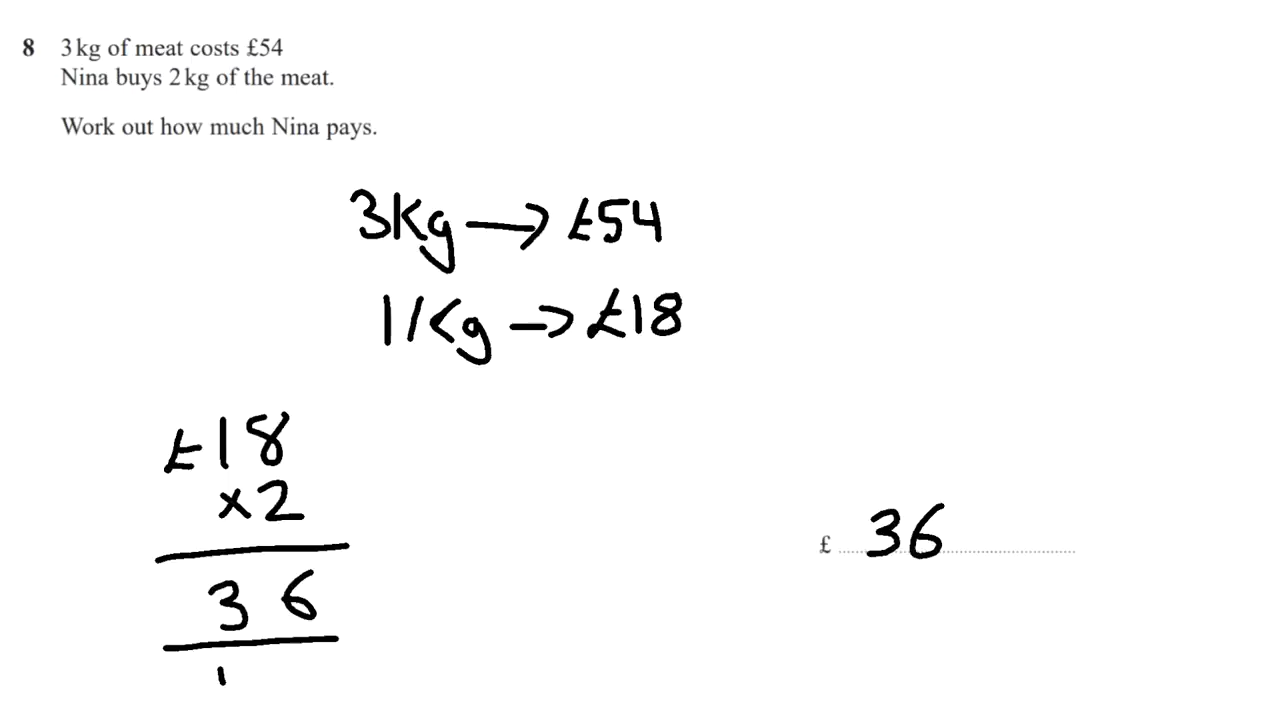 8 3 kg of meat costs £54
Nina buys 2 kg of the meat.
Work out how much Nina pays.
3Kg → £54
1Kg → £18
£18
×2
36
1
£ 36